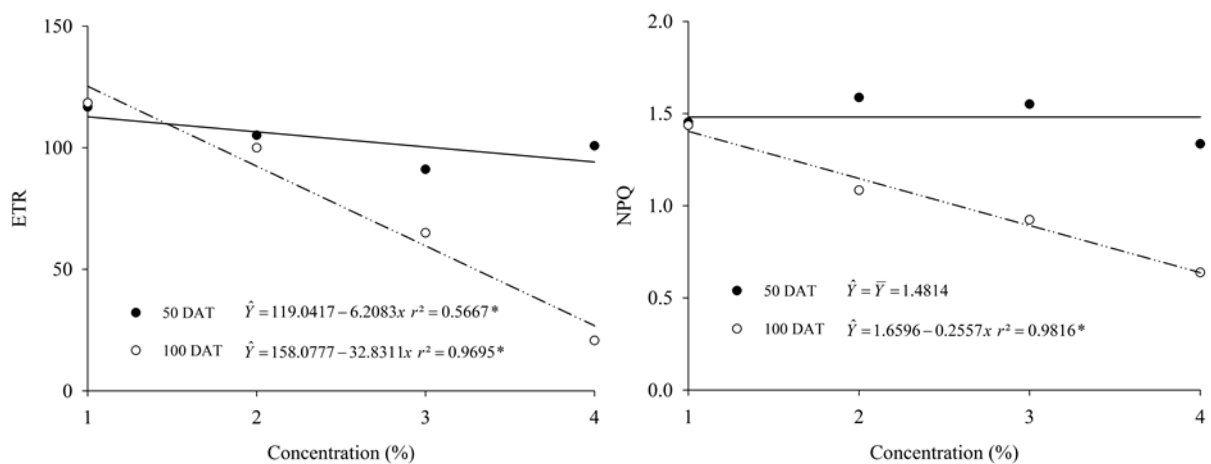 150
100
50
0
ETR
50 DAT Ŷ=119.0417−6.2083x r²=0.5667*
100 DAT Ŷ=158.0777−32.8311x r²=0.9695*
1 2 3 4
Concentration (%)
2.0
1.5
1.0
0.5
0.0
NPQ
50 DAT Ŷ=Y̅=1.4814
100 DAT Ŷ=1.6596−0.2557x r²=0.9816*
1 2 3 4
Concentration (%)